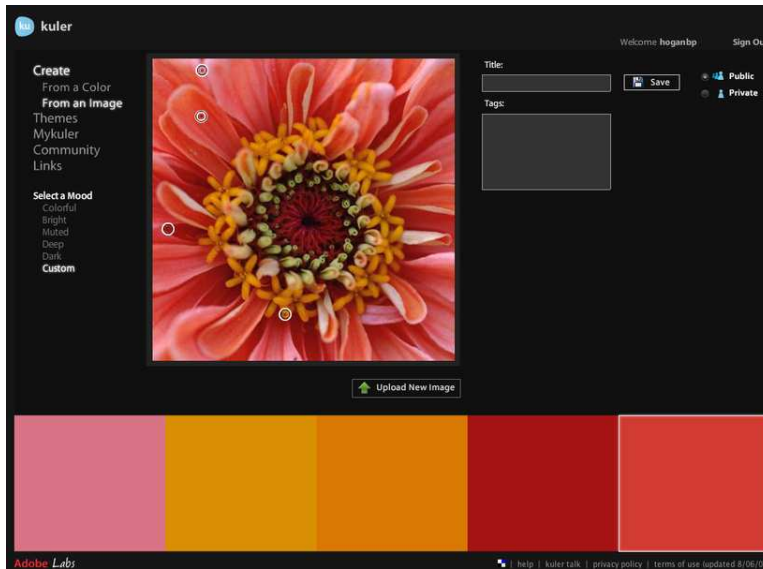 ku kuler
Welcome hoganbp Sign Ou
Create
From a Color
From an Image
Themes
Mykuler
Community
Links
Select a Mood
Colorful
Bright
Muted
Deep
Dark
Custom
Upload New Image
Title:
Save
Tags:
Public
Private
Adobe Labs
| help | kuler talk | privacy policy | terms of use (updated 8/06/0